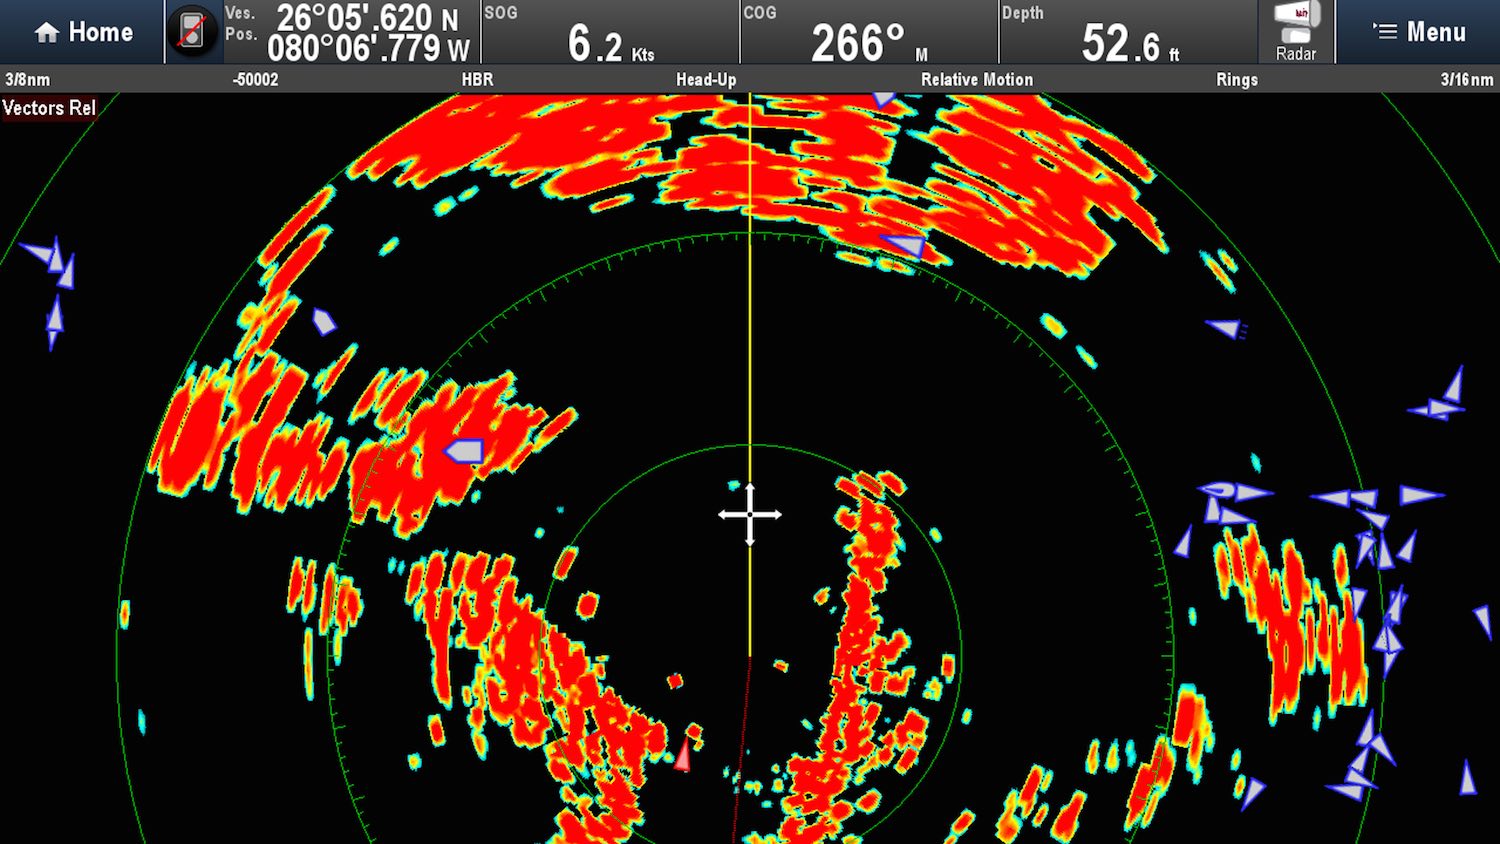 Home
Ves. Pos.
26°05'.620 N
080°06'.779 W
SOG
6.2 Kts
COG
266° M
Depth
52.6 ft
Radar
Menu
3/8nm -50002 HBR Head-Up Relative Motion Rings 3/16nm
Vectors Rel